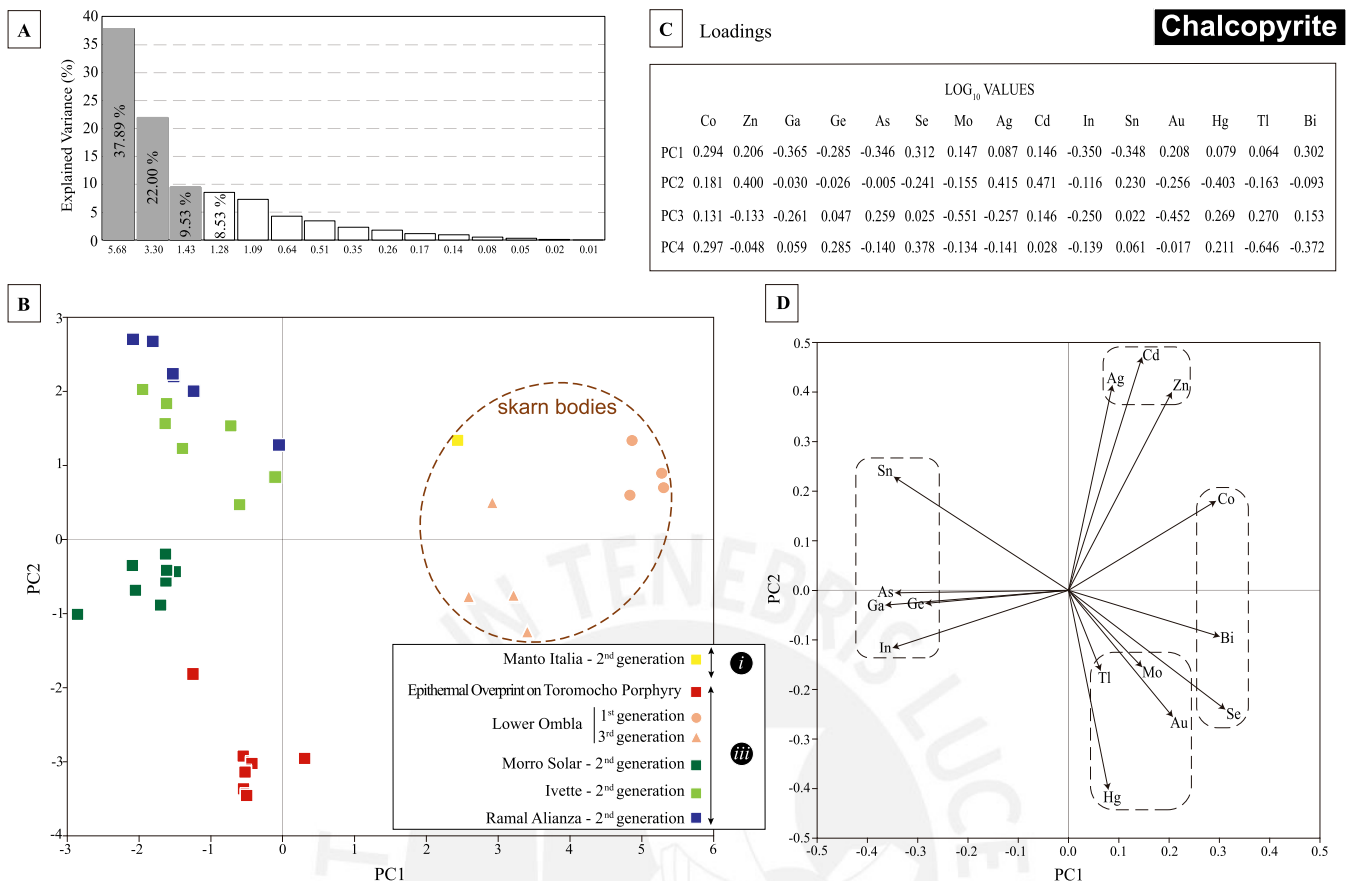 A
Explained Variance (%)
40
35
30
25
20
15
10
5
0
37.89 %
22.00 %
9.53 %
8.53 %
5.68 3.30 1.43 1.28 1.09 0.64 0.51 0.35 0.26 0.17 0.14 0.08 0.05 0.02 0.01
C Loadings
Chalcopyrite
LOG10 VALUES
Co Zn Ga Ge As Se Mo Ag Cd In Sn Au Hg Tl Bi
PC1 0.294 0.206 -0.365 -0.285 -0.346 0.312 0.147 0.087 0.146 -0.350 -0.348 0.208 0.079 0.064 0.302
PC2 0.181 0.400 -0.030 -0.026 -0.005 -0.241 -0.155 0.415 0.471 -0.116 0.230 -0.256 -0.403 -0.163 -0.093
PC3 0.131 -0.133 -0.261 0.047 0.259 0.025 -0.551 -0.257 0.146 -0.250 0.022 -0.452 0.269 0.270 0.153
PC4 0.297 -0.048 0.059 0.285 -0.140 0.378 -0.134 -0.141 0.028 -0.139 0.061 -0.017 0.211 -0.646 -0.372
B
3
2
1
0
-1
-2
-3
-4
PC2
skarn bodies
Manto Italia - 2nd generation
i
Epithermal Overprint on Toromocho Porphyry
Lower Ombla
1st generation
3rd generation
iii
Morro Solar - 2nd generation
Ivette - 2nd generation
Ramal Alianza - 2nd generation
-3 -2 -1 0 1 2 3 4 5 6
PC1
D
0.5
0.4
0.3
0.2
0.1
0.0
-0.1
-0.2
-0.3
-0.4
-0.5
PC2
Cd
Ag
Zn
Sn
Co
As
Ga
Ge
In
Bi
Tl
Mo
Se
Au
Hg
-0.5 -0.4 -0.3 -0.2 -0.1 0.0 0.1 0.2 0.3 0.4 0.5
PC1
IN TENEBRIS LUCE